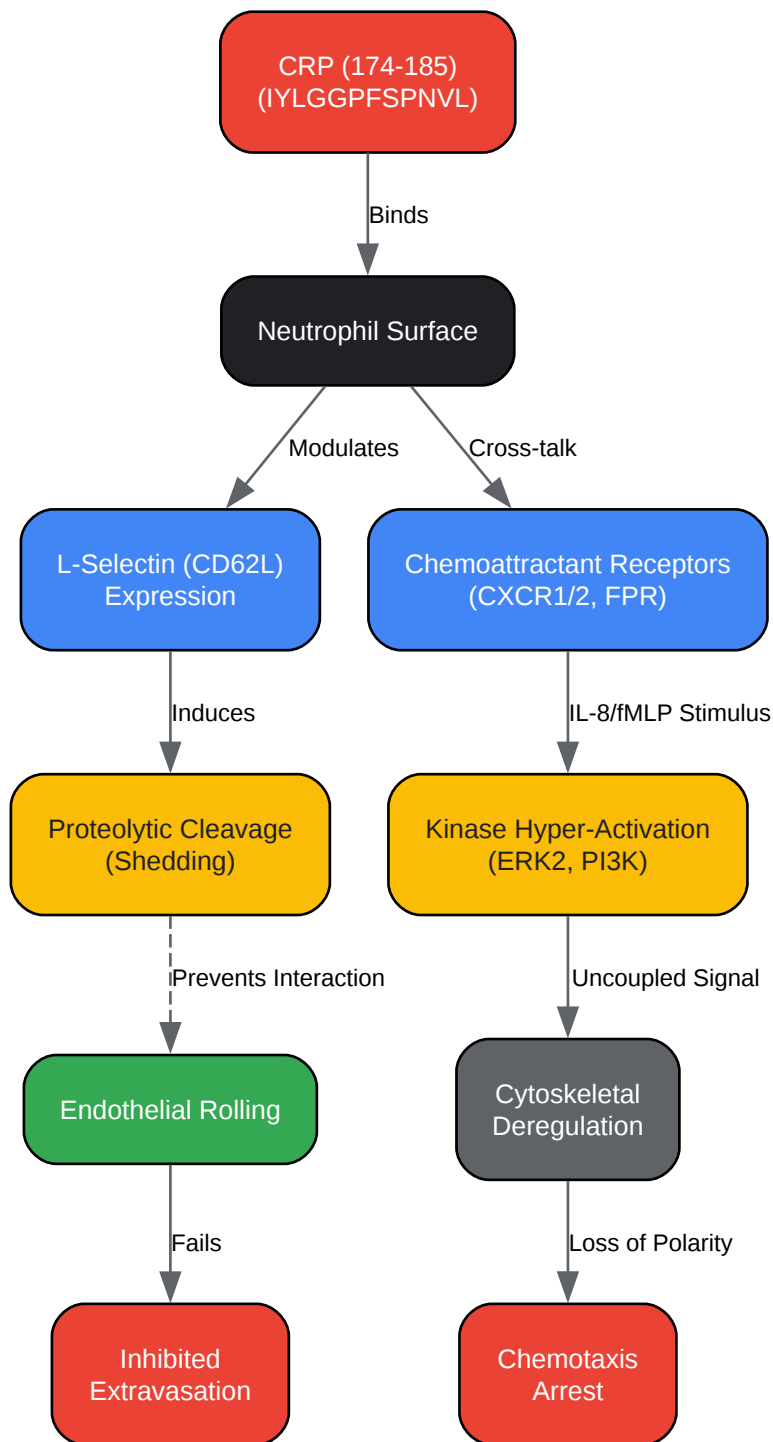 CRP (174-185)
(IYLGGPFSPNVL)
Binds
Neutrophil Surface
Modulates
Cross-talk
L-Selectin (CD62L)
Expression
Chemoattractant Receptors
(CXCR1/2, FPR)
Induces
IL-8/fMLP Stimulus
Proteolytic Cleavage
(Shedding)
Kinase Hyper-Activation
(ERK2, PI3K)
Prevents Interaction
Uncoupled Signal
Endothelial Rolling
Cytoskeletal
Deregulation
Fails
Loss of Polarity
Inhibited
Extravasation
Chemotaxis
Arrest